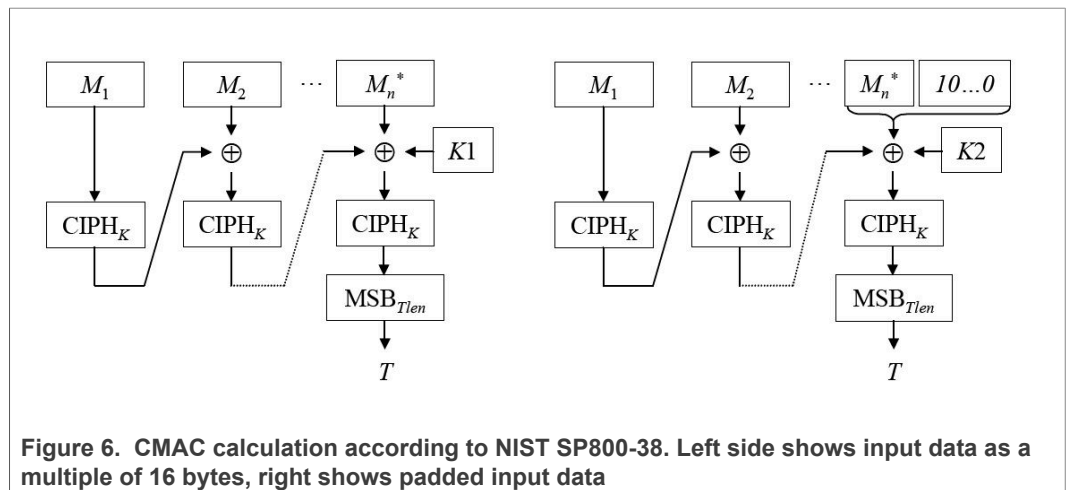 M1 M2 ... Mn* M1 M2 ... Mn* 10...0
⊕ ⊕ K1 ⊕ ⊕ K2
CIPHK CIPHK CIPHK CIPHK CIPHK CIPHK
MSBTlen MSBTlen
T T
Figure 6. CMAC calculation according to NIST SP800-38. Left side shows input data as a
multiple of 16 bytes, right shows padded input data